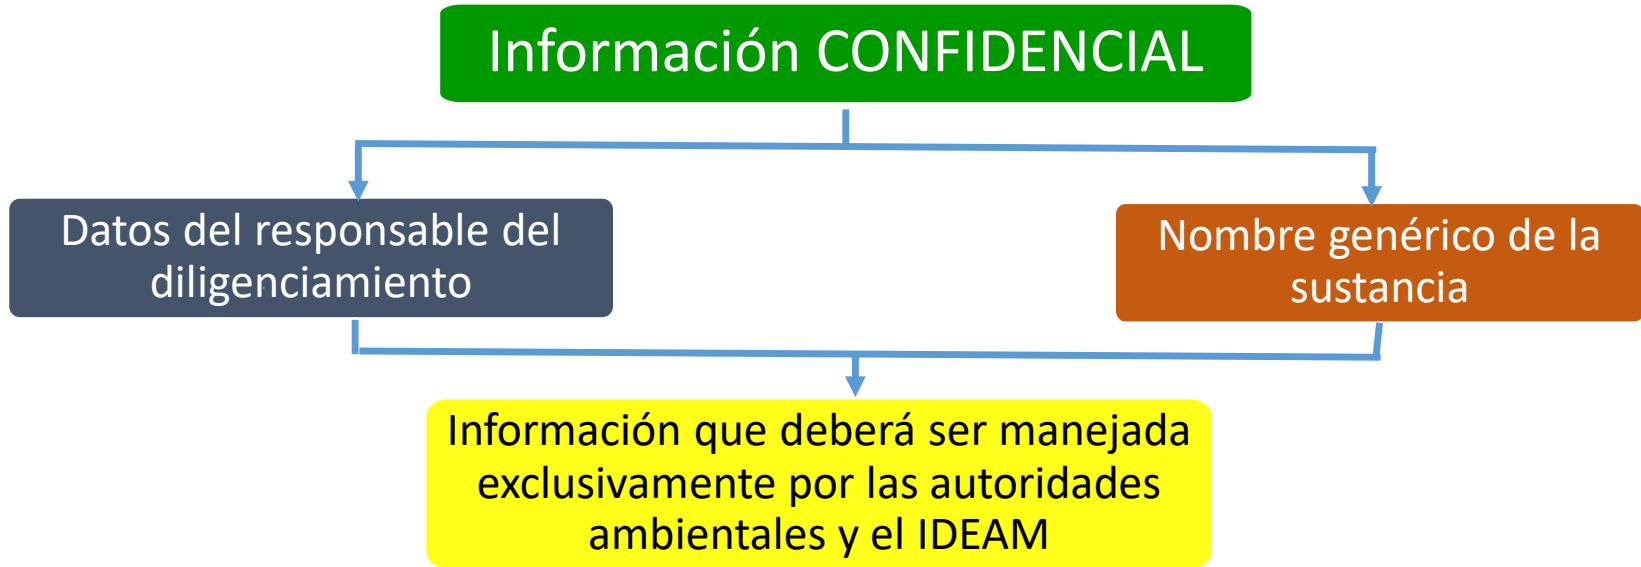 Información CONFIDENCIAL
Datos del responsable del
diligenciamiento
Nombre genérico de la
sustancia
Información que deberá ser manejada
exclusivamente por las autoridades
ambientales y el IDEAM